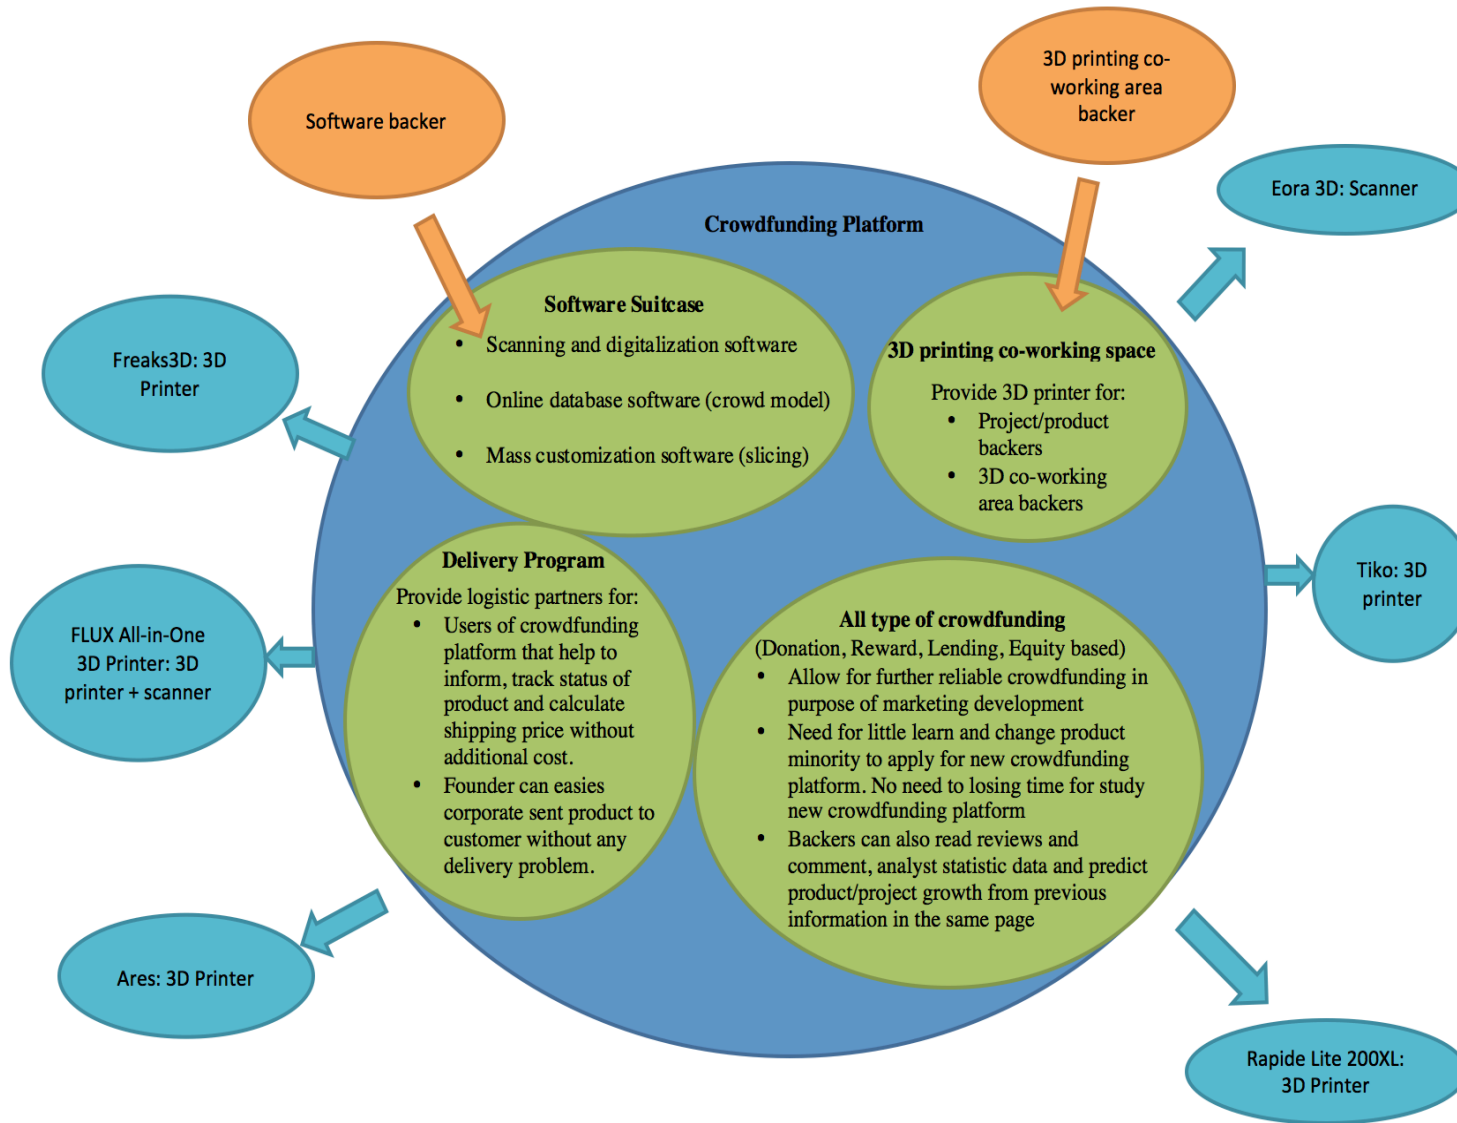 Software backer
3D printing co-
working area
backer
Eora 3D: Scanner
Crowdfunding Platform
Software Suitcase
• Scanning and digitalization software
• Online database software (crowd model)
• Mass customization software (slicing)
3D printing co-working space
Provide 3D printer for:
• Project/product
backers
• 3D co-working
area backers
Freaks3D: 3D
Printer
Delivery Program
Provide logistic partners for:
• Users of crowdfunding
platform that help to
inform, track status of
product and calculate
shipping price without
additional cost.
• Founder can easies
corporate sent product to
customer without any
delivery problem.
All type of crowdfunding
(Donation, Reward, Lending, Equity based)
• Allow for further reliable crowdfunding in
purpose of marketing development
• Need for little learn and change product
minority to apply for new crowdfunding
platform. No need to losing time for study
new crowdfunding platform
• Backers can also read reviews and
comment, analyst statistic data and predict
product/project growth from previous
information in the same page
Tiko: 3D
printer
FLUX All-in-One
3D Printer: 3D
printer + scanner
Ares: 3D Printer
Rapide Lite 200XL:
3D Printer